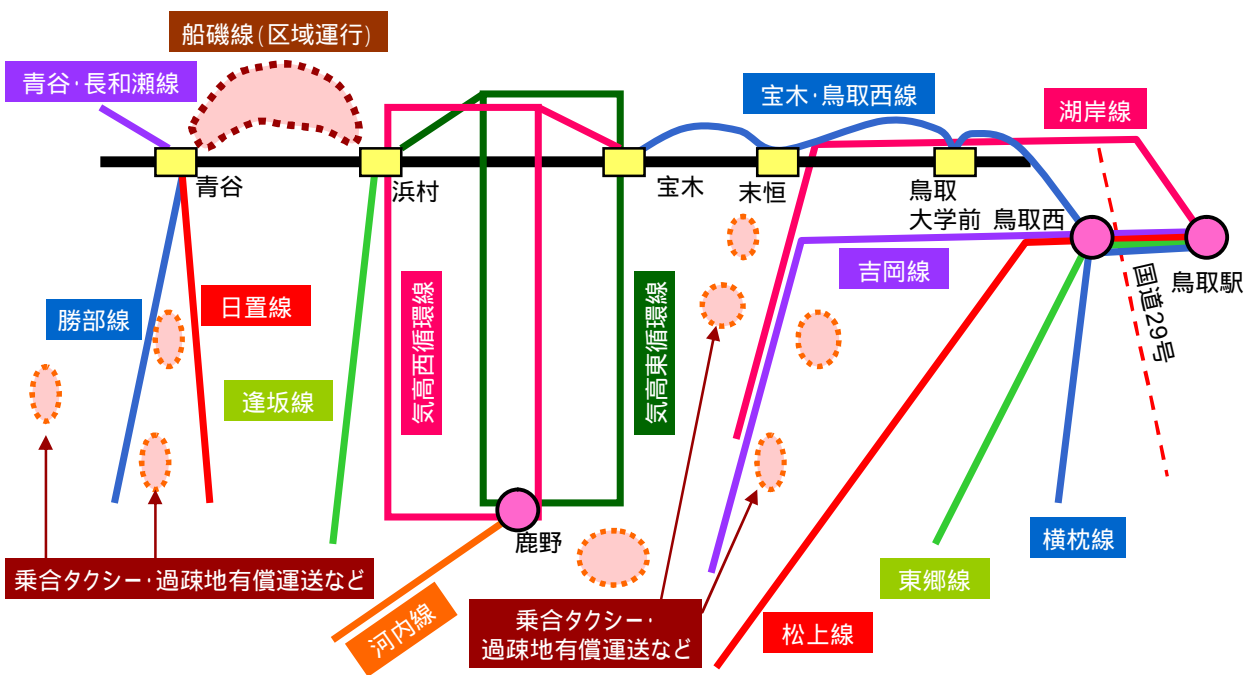 船磯線(区域運行)
青谷・長和瀬線
宝木・鳥取西線
湖岸線
青谷
浜村
宝木
末恒
鳥取
大学前
鳥取西
吉岡線
鳥取駅
国道29号
勝部線
日置線
気高西循環線
気高東循環線
逢坂線
鹿野
横枕線
東郷線
乗合タクシー・過疎地有償運送など
河内線
乗合タクシー・
過疎地有償運送など
松上線